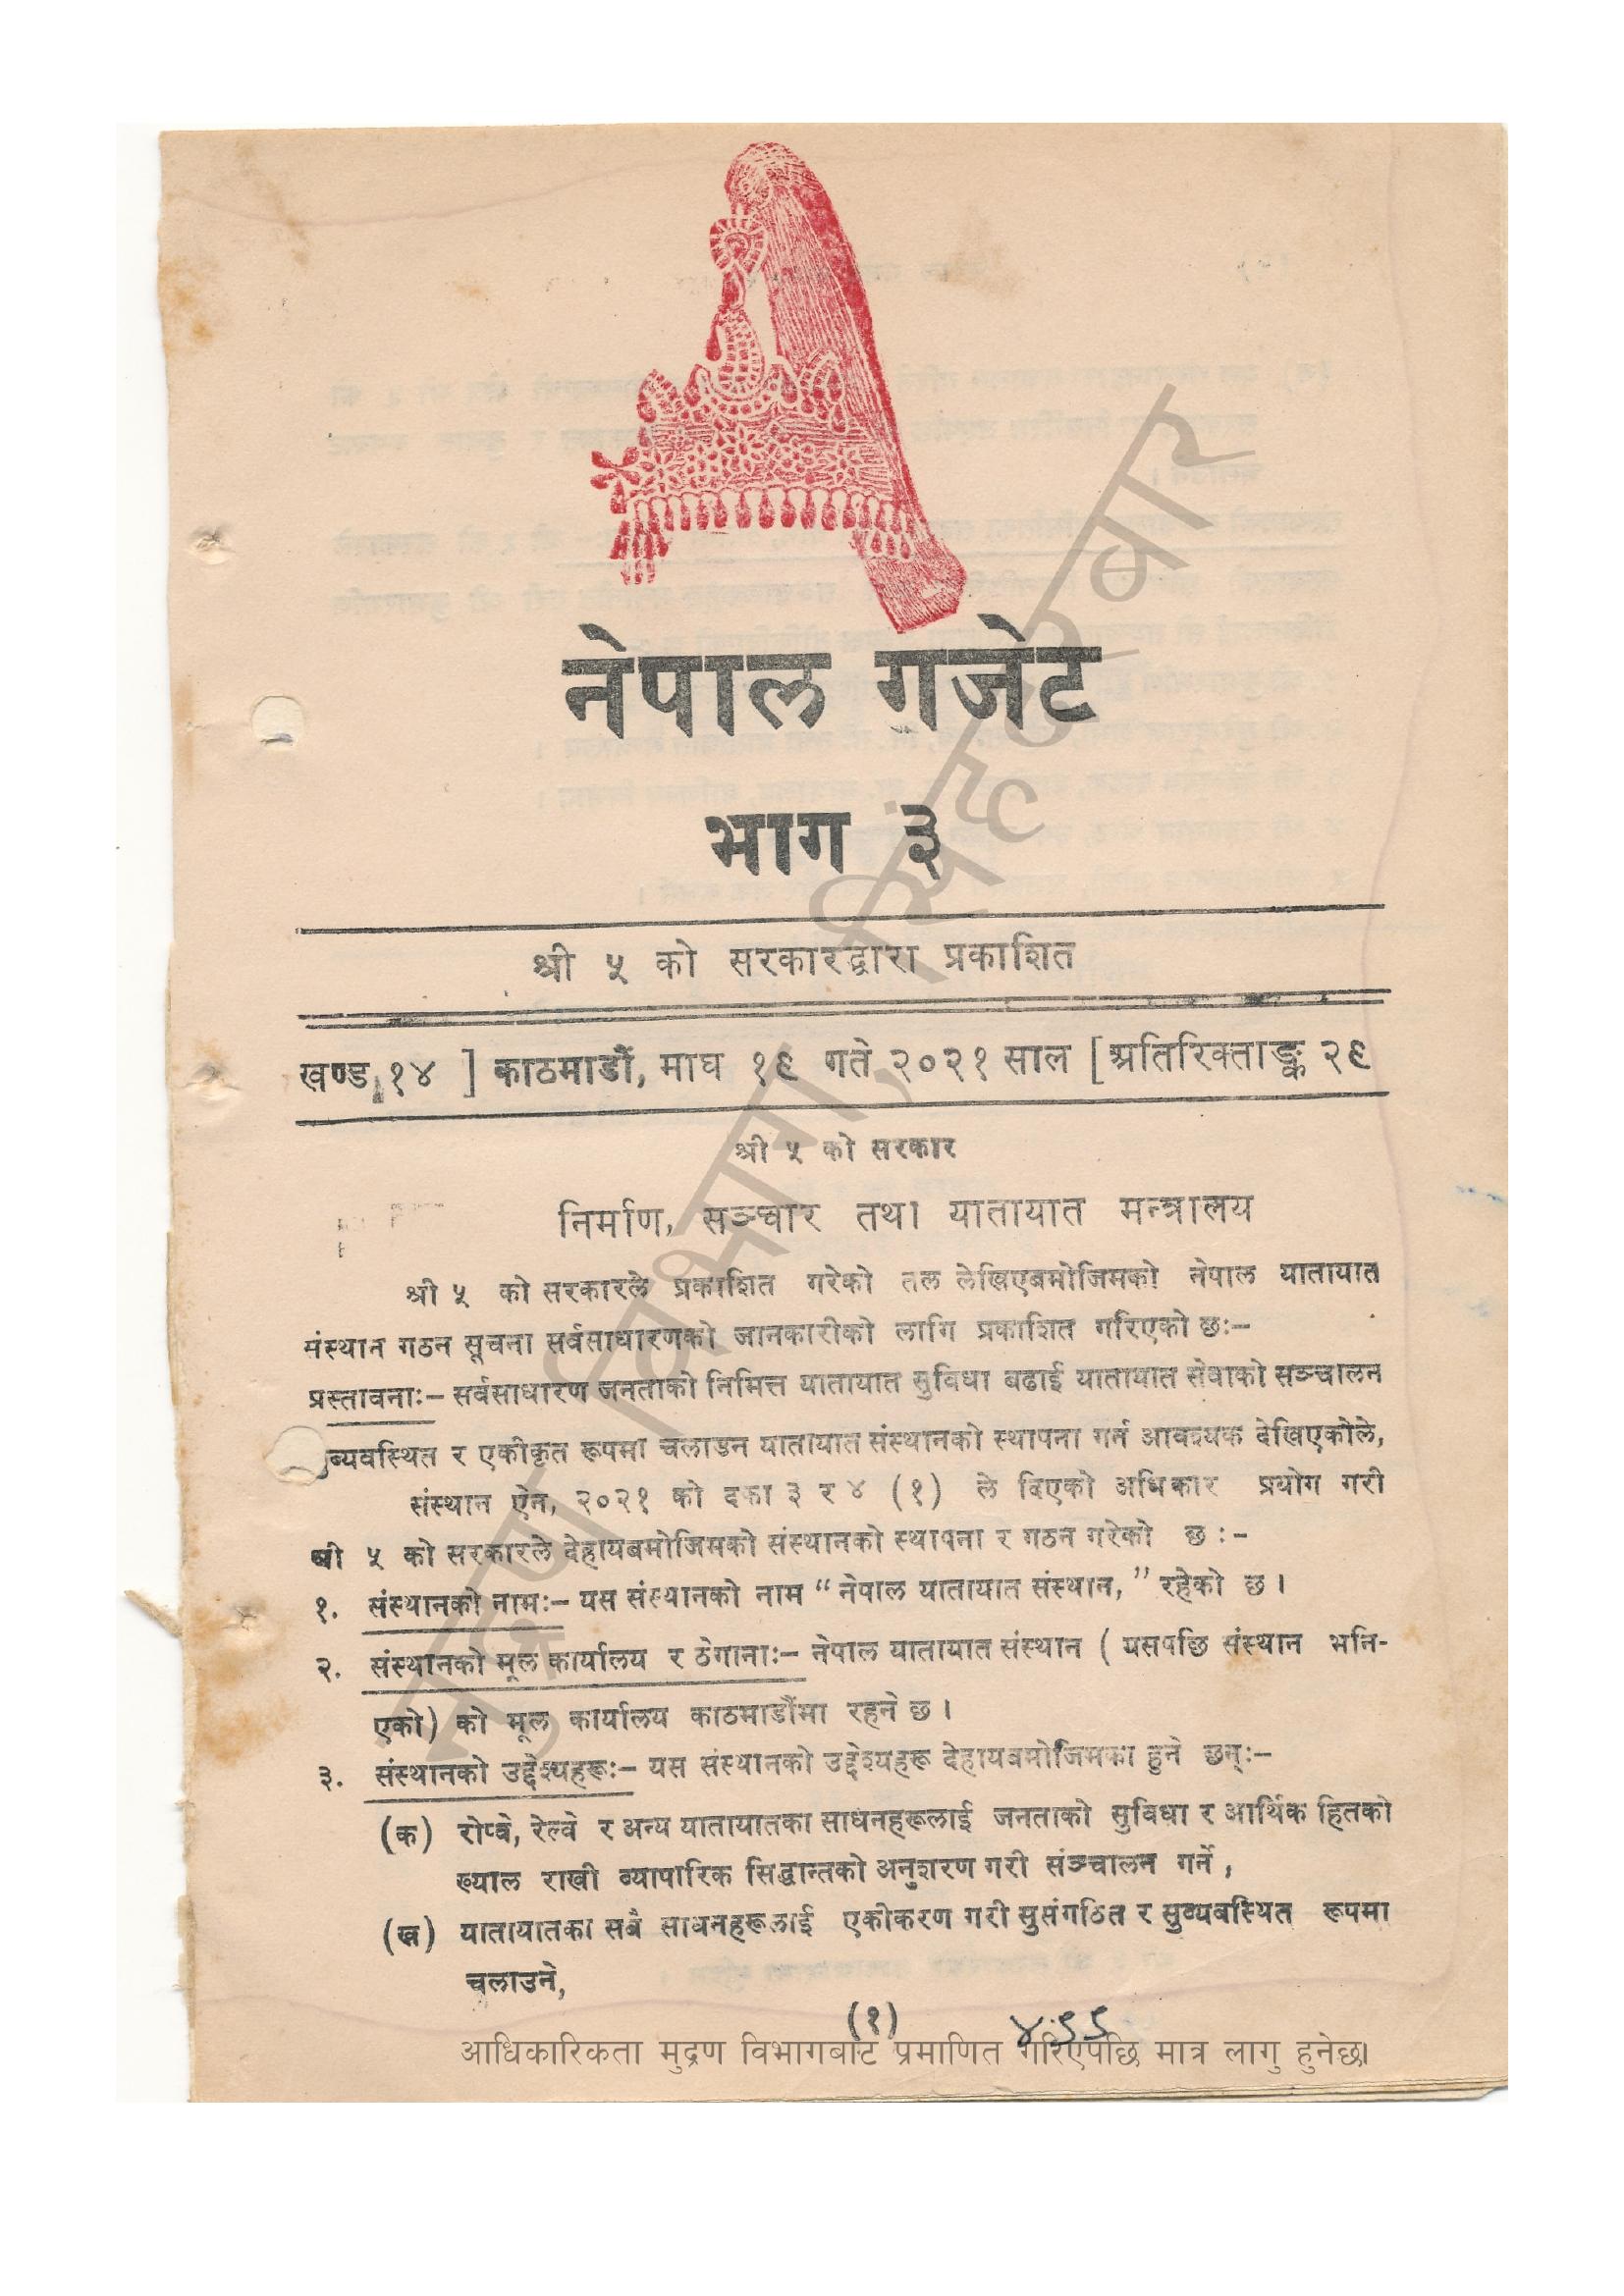 नेपाल गजेट
भाग ३
श्री ५ को सरकारद्वारा प्रकाशित
खण्ड १४ ] काठमाडौं, माघ १९ गते २०२१ साल [ अतिरिक्ताङ्क २९
श्री ५ को सरकार
निर्माण, सञ्चार तथा यातायात मन्त्रालय
श्री ५ को सरकारले प्रकाशित गरेको तल लेखिएबमोजिमको नेपाल यातायात
संस्थान गठन सूचना सर्वसाधारणको जानकारीको लागि प्रकाशित गरिएको छः–
प्रस्तावनाः– सर्वसाधारण जनताको निमित्त यातायात सुविधा बढाई यातायात सेवाको सञ्चालन
सुव्यवस्थित र एकीकृत रूपमा चलाउन यातायात संस्थानको स्थापना गर्न आवश्यक देखिएकोले,
संस्थान ऐन, २०२१ को दफा ३ र ४ (१) ले दिएको अधिकार प्रयोग गरी
श्री ५ को सरकारले देहायबमोजिमको संस्थानको स्थापना र गठन गरेको छ :–
१. संस्थानको नामः– यस संस्थानको नाम “ नेपाल यातायात संस्थान, ” रहेको छ ।
२. संस्थानको मूल कार्यालय र ठेगानाः– नेपाल यातायात संस्थान ( यसपछि संस्थान भनि-
एको) को मूल कार्यालय काठमाडौंमा रहने छ ।
३. संस्थानको उद्देश्यहरूः– यस संस्थानको उद्देश्यहरू देहायबमोजिमका हुने छन्ः–
(क) रोप्वे, रेल्वे र अन्य यातायातका साधनहरूलाई जनताको सुविधा र आर्थिक हितको
ख्याल राखी व्यापारिक सिद्धान्तको अनुशरण गरी संञ्चालन गर्ने,
(ख) यातायातका सबै साधनहरूलाई एकीकरण गरी सुसंगठित र सुव्यवस्थित रूपमा
चलाउने,
(१)
आधिकारिकता मुद्रण विभागबाट प्रमाणित गरिएपछि मात्र लागु हुनेछ।
मुद्रण विभाग, सिंहदरबार